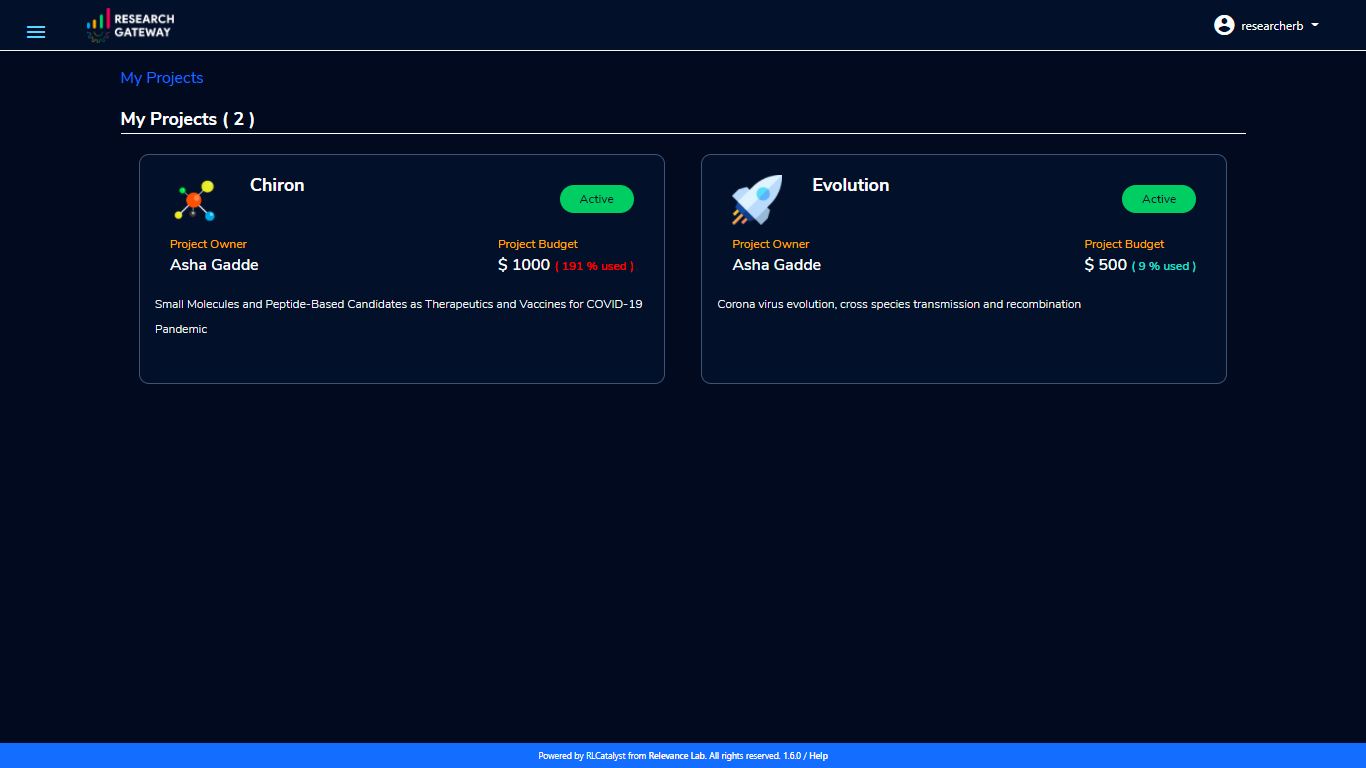 RESEARCH
GATEWAY
researcherb
My Projects
My Projects ( 2 )
Chiron
Active
Project Owner
Project Budget
Asha Gadde
$ 1000 ( 191 % used )
Small Molecules and Peptide-Based Candidates as Therapeutics and Vaccines for COVID-19
Pandemic
Evolution
Active
Project Owner
Project Budget
Asha Gadde
$ 500 ( 9 % used )
Corona virus evolution, cross species transmission and recombination
Powered by RLCatalyst from Relevance Lab. All rights reserved. 1.6.0 / Help